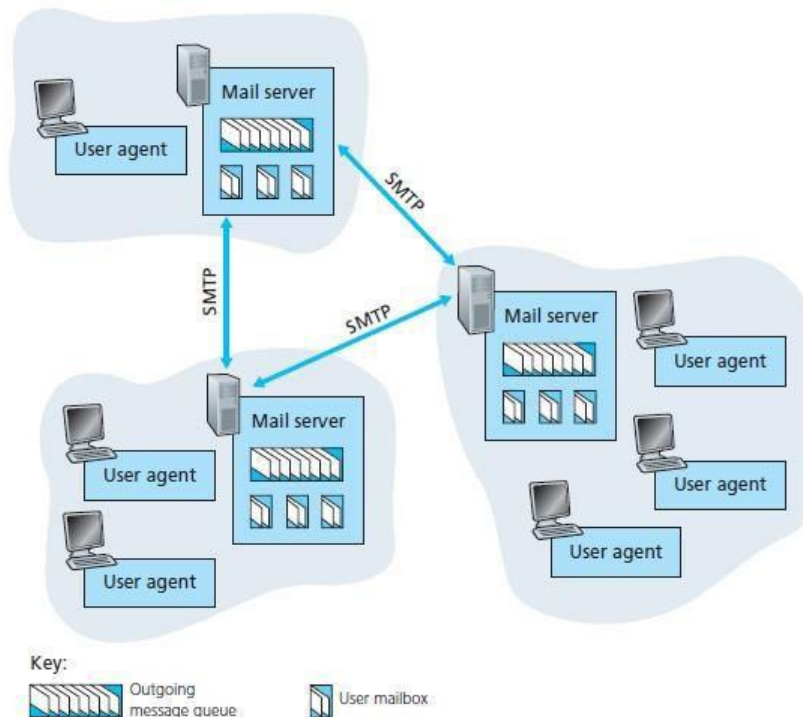 Mail server
User agent
SMTP
SMTP
SMTP
Mail server
User agent
User agent
User agent
Mail server
User agent
User agent
Key:
Outgoing
message queue
User mailbox